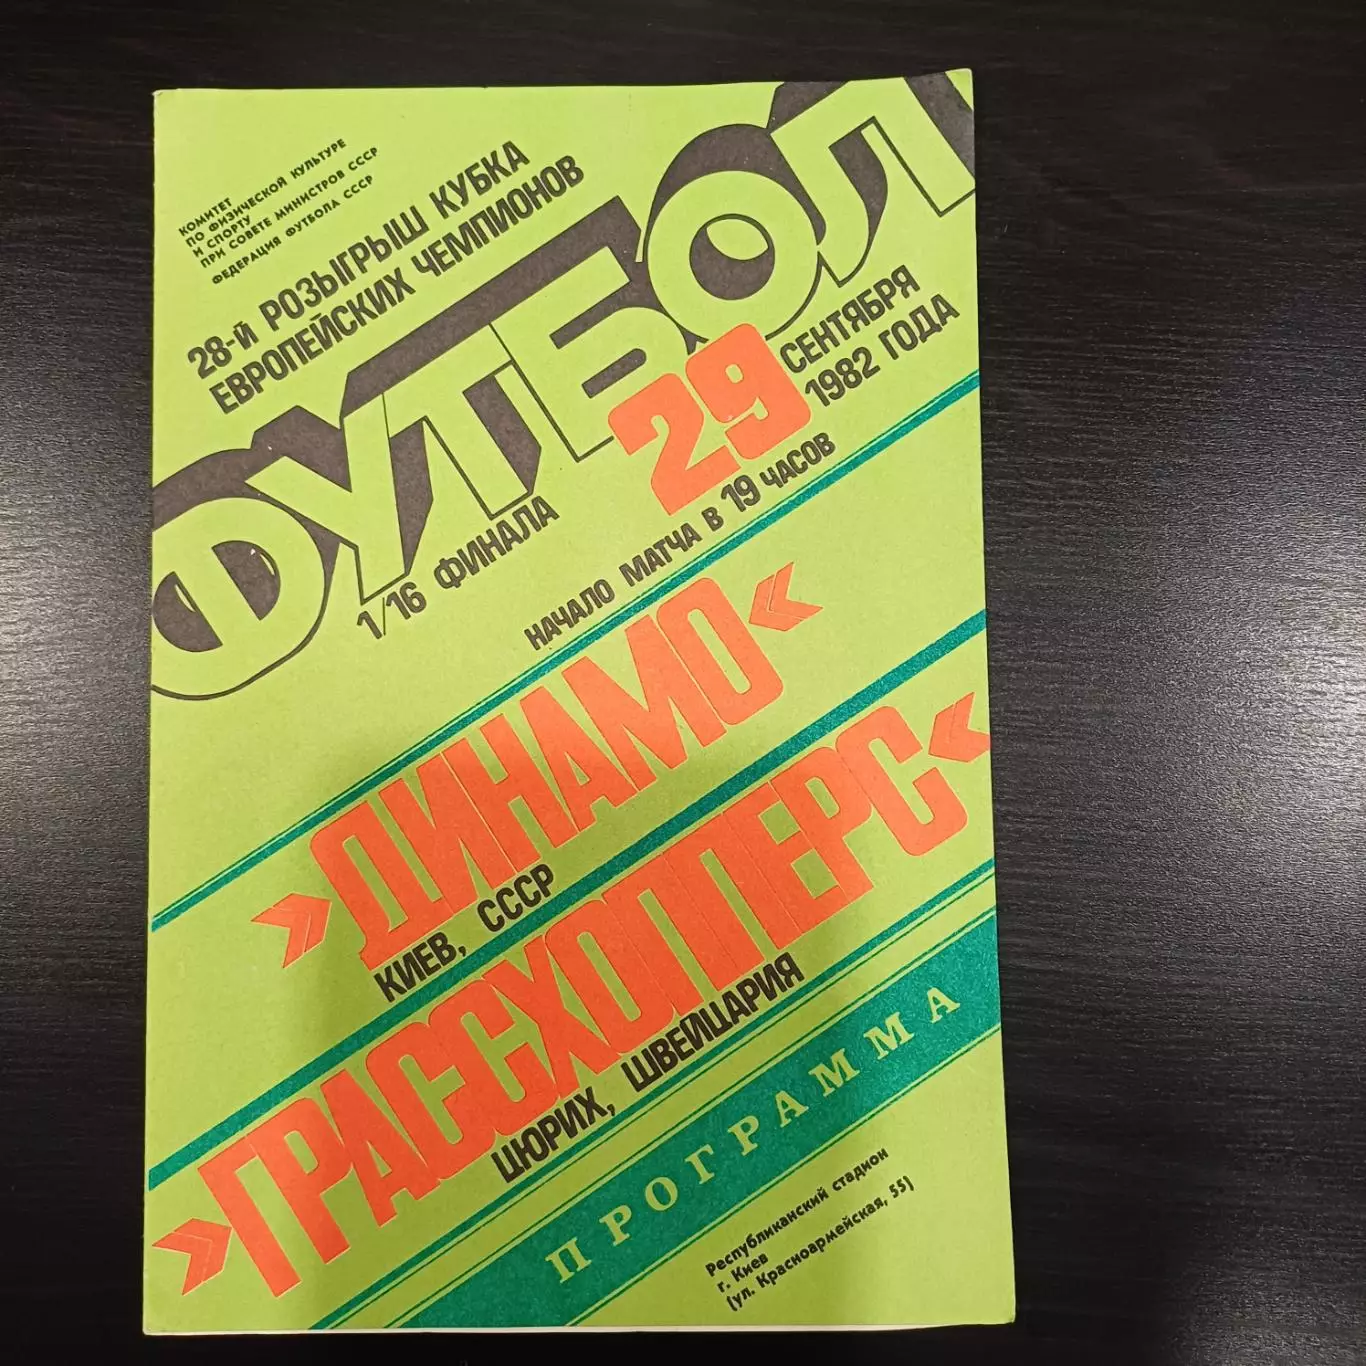 КОМИТЕТ
ПО ФИЗИЧЕСКОЙ КУЛЬТУРЕ
И СПОРТУ
ПРИ СОВЕТЕ МИНИСТРОВ СССР
ФЕДЕРАЦИЯ ФУТБОЛА СССР
28-й РОЗЫГРЫШ КУБКА
ЕВРОПЕЙСКИХ ЧЕМПИОНОВ
ФУТБОЛ
1/16 ФИНАЛА
29 СЕНТЯБРЯ
1982 ГОДА
НАЧАЛО МАТЧА В 19 ЧАСОВ
»ДИНАМО«
КИЕВ, СССР
»ГРАССХОПЕРС«
ЦЮРИХ, ШВЕЙЦАРИЯ
ПРОГРАММА
Республиканский стадион
г. Киев
(ул. Красноармейская, 55)